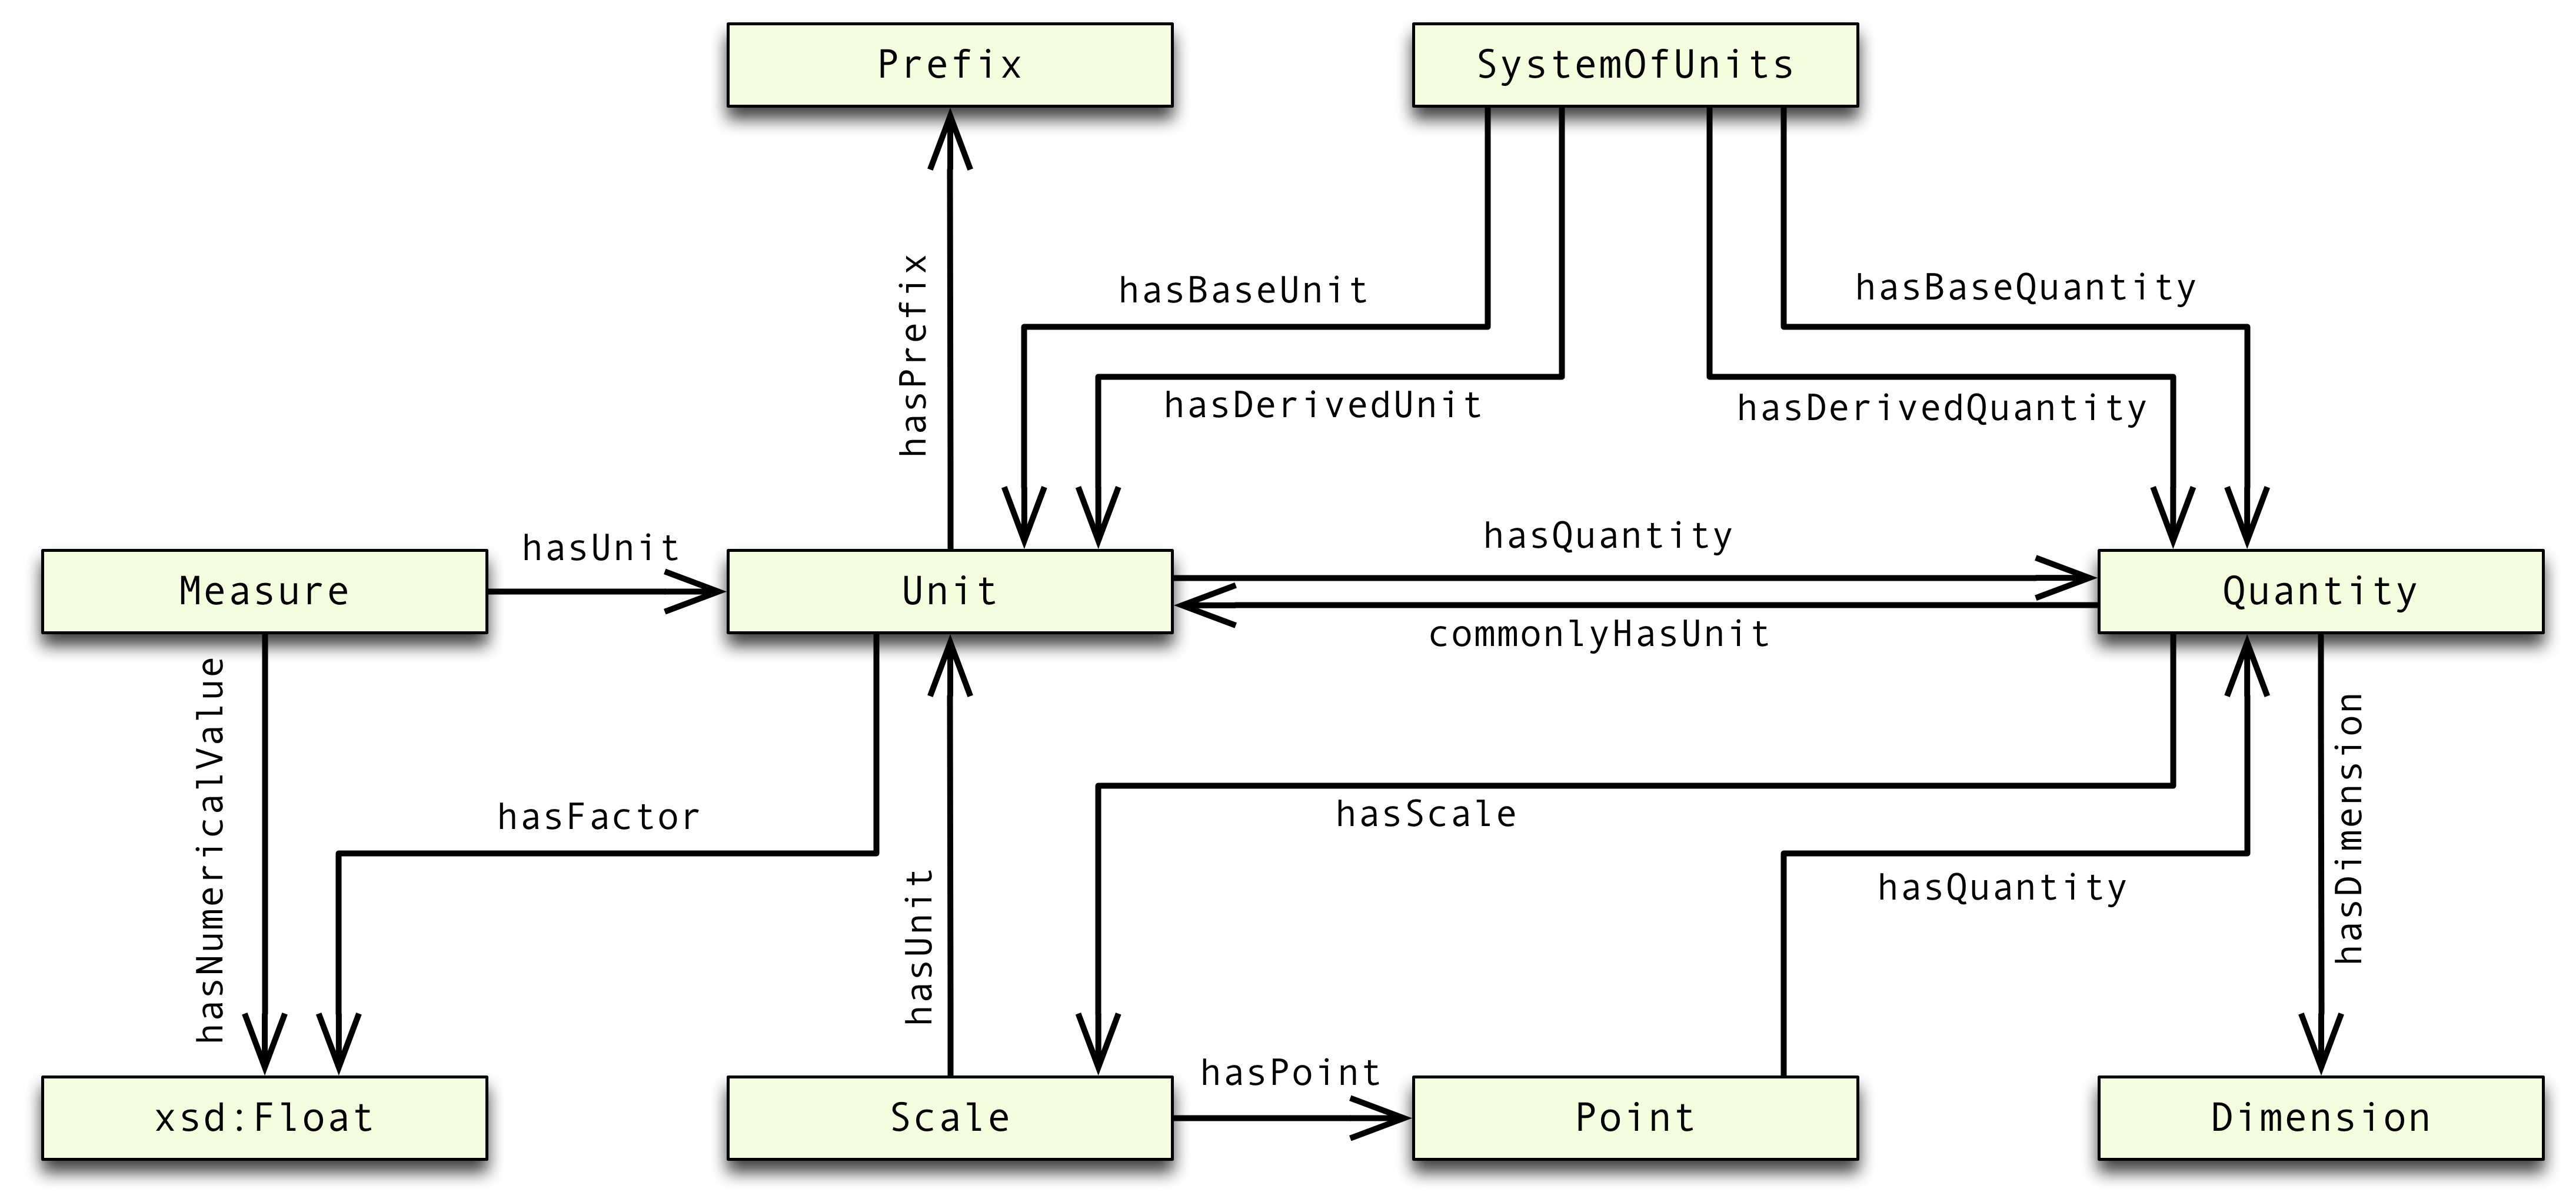 Prefix
SystemOfUnits
hasPrefix
hasBaseUnit
hasBaseQuantity
hasDerivedUnit
hasDerivedQuantity
Measure
hasUnit
Unit
hasQuantity
commonlyHasUnit
Quantity
hasNumericalValue
hasFactor
hasUnit
hasScale
hasQuantity
hasDimension
xsd:Float
Scale
hasPoint
Point
Dimension